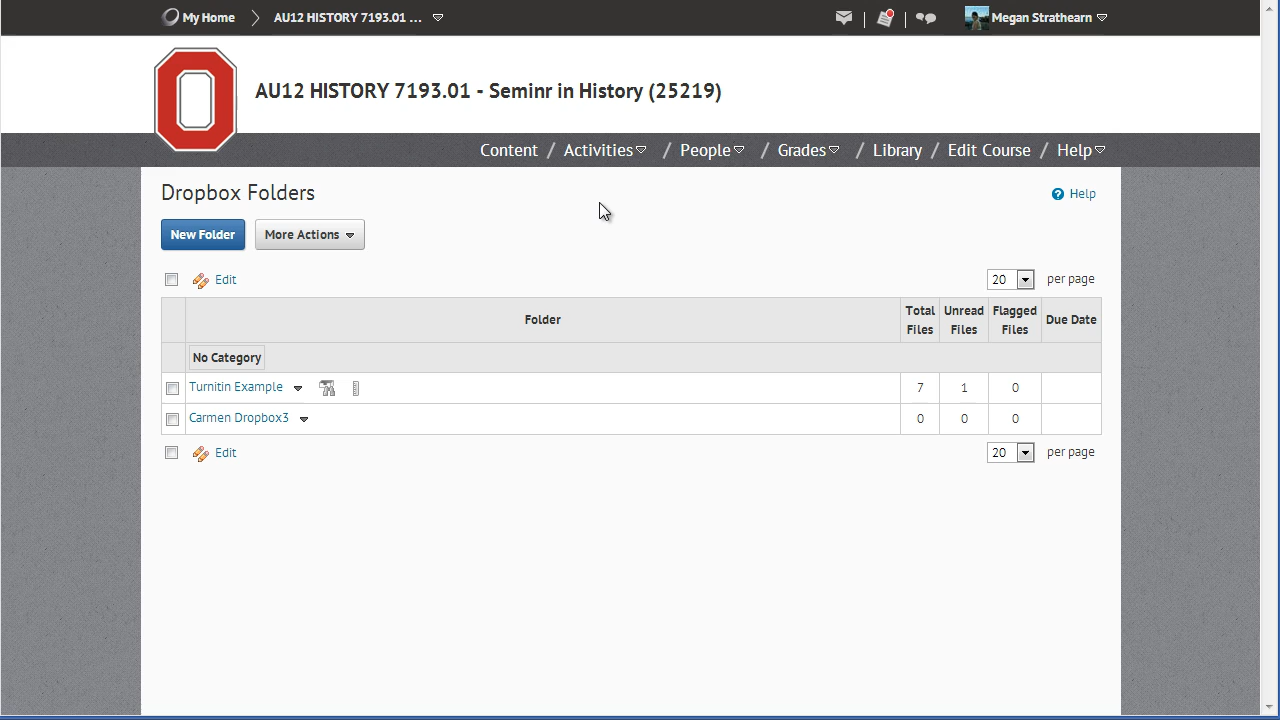 My Home AU12 HISTORY 7193.01 ... Megan Strathearn
AU12 HISTORY 7193.01 - Seminr in History (25219)
Content / Activities / People / Grades / Library / Edit Course / Help
Dropbox Folders
Help
New Folder More Actions
Edit 20 per page
Folder Total Files Unread Files Flagged Files Due Date
No Category
Turnitin Example 7 1 0
Carmen Dropbox3 0 0 0
Edit 20 per page